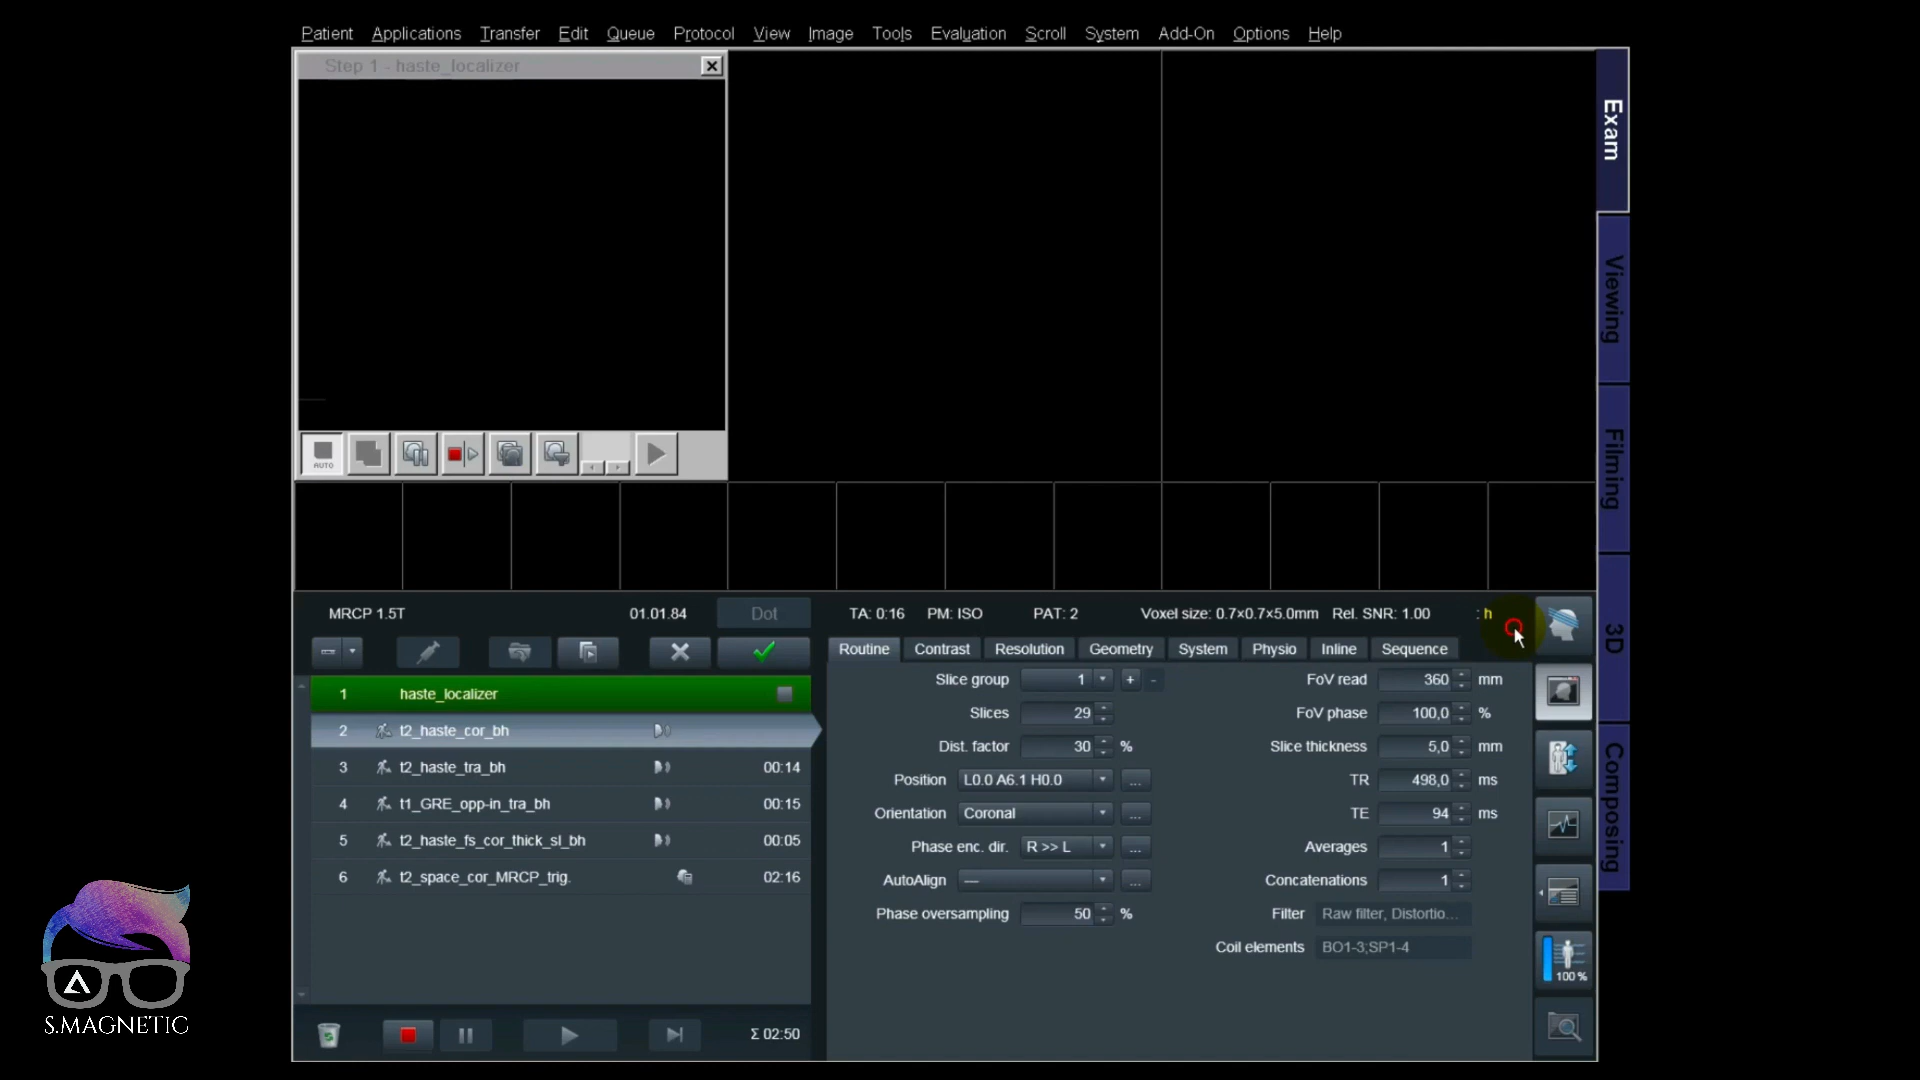 Patient Applications Transfer Edit Queue Protocol View Image Tools Evaluation Scroll System Add-On Options Help
Step 1 - haste_localizer
AUTO
Exam
Viewing
Filming
3D
Composing
MRCP 1.5T 01.01.84 Dot
1 haste_localizer
2 t2_haste_cor_bh
3 t2_haste_tra_bh 00:14
4 t1_GRE_opp-in_tra_bh 00:15
5 t2_haste_fs_cor_thick_sl_bh 00:05
6 t2_space_cor_MRCP_trig. 02:16
Σ 02:50
TA: 0:16 PM: ISO PAT: 2 Voxel size: 0.7×0.7×5.0mm Rel. SNR: 1.00 : h
Routine Contrast Resolution Geometry System Physio Inline Sequence
Slice group 1 + -
Slices 29
Dist. factor 30 %
Position L0.0 A6.1 H0.0 ...
Orientation Coronal ...
Phase enc. dir. R >> L ...
AutoAlign --- ...
Phase oversampling 50 %
FoV read 360 mm
FoV phase 100,0 %
Slice thickness 5,0 mm
TR 498,0 ms
TE 94 ms
Averages 1
Concatenations 1
Filter Raw filter, Distortio...
Coil elements BO1-3;SP1-4
100 %
S.MAGNETIC